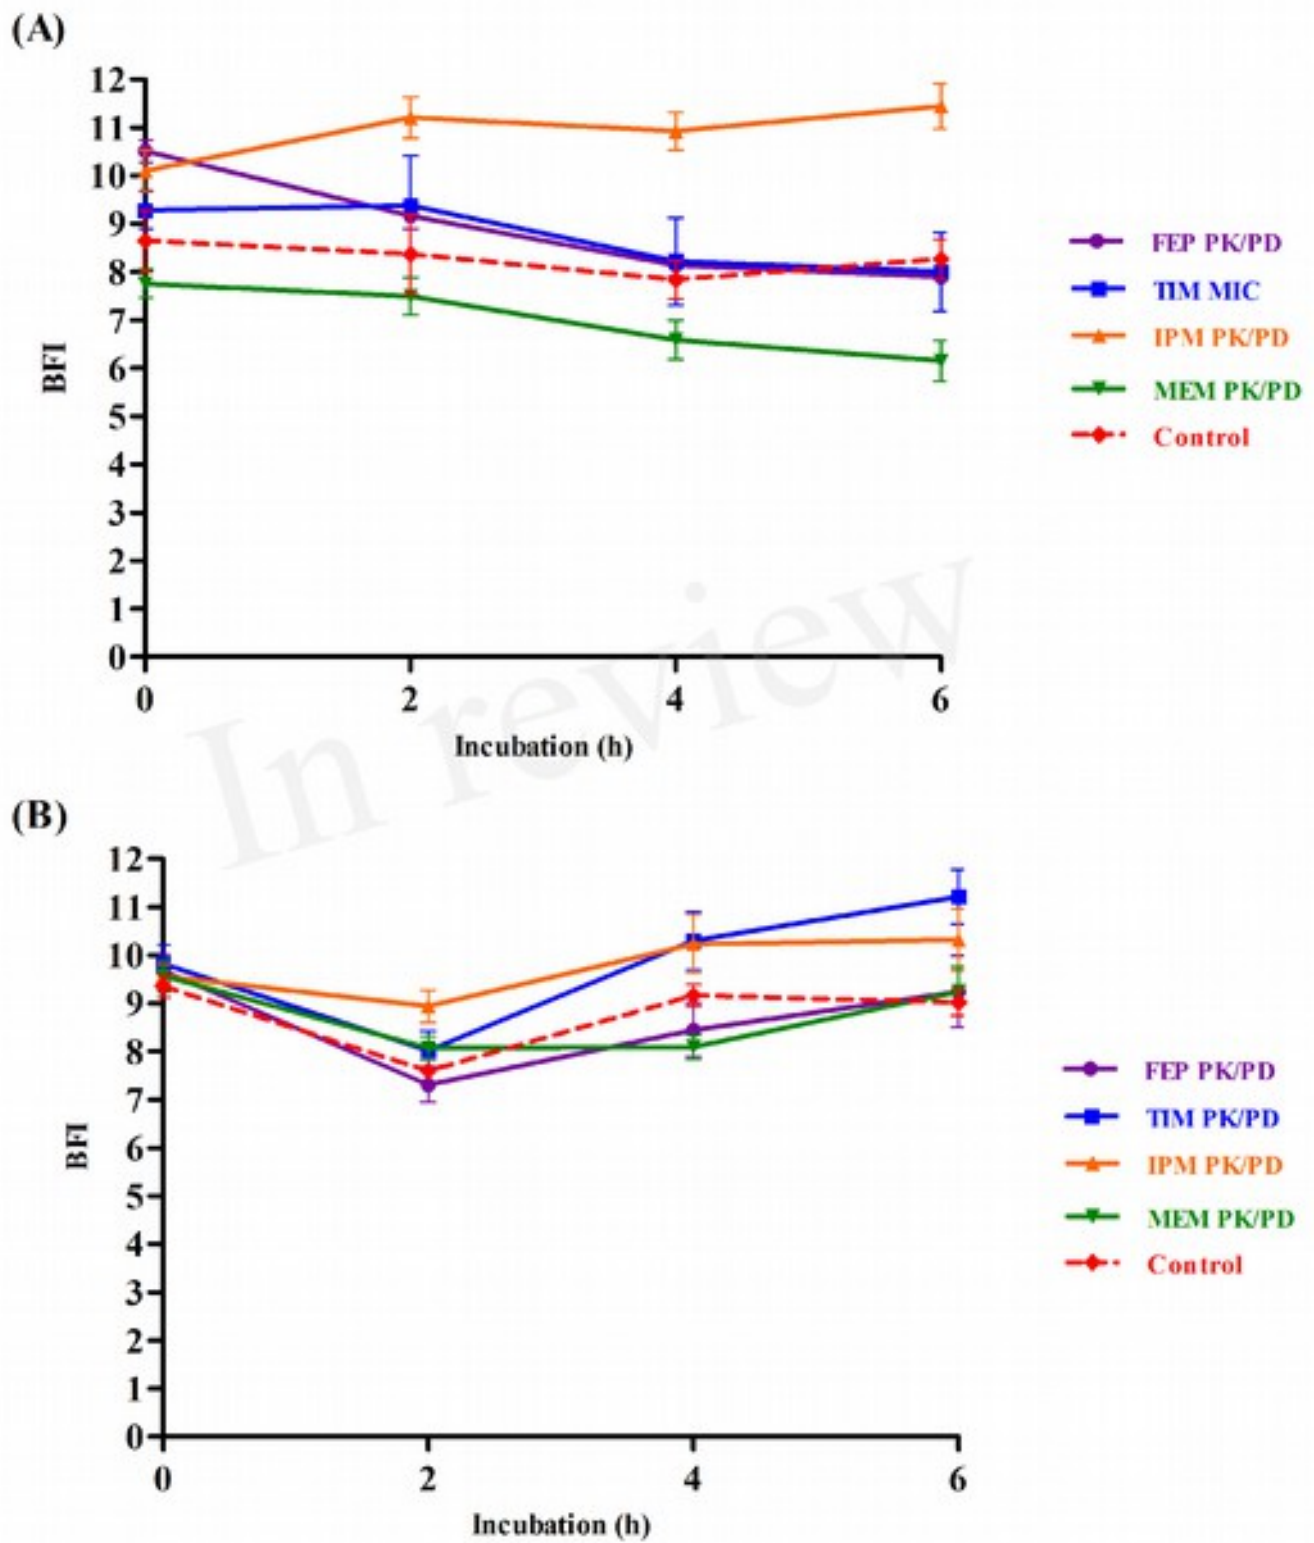 (A)
12
11
10
9
8
7
6
5
4
3
2
1
0
BFI
0 2 4 6
Incubation (h)
FEP PK/PD
TIM MIC
IPM PK/PD
MEM PK/PD
Control
In review
(B)
12
11
10
9
8
7
6
5
4
3
2
1
0
BFI
0 2 4 6
Incubation (h)
FEP PK/PD
TIM PK/PD
IPM PK/PD
MEM PK/PD
Control